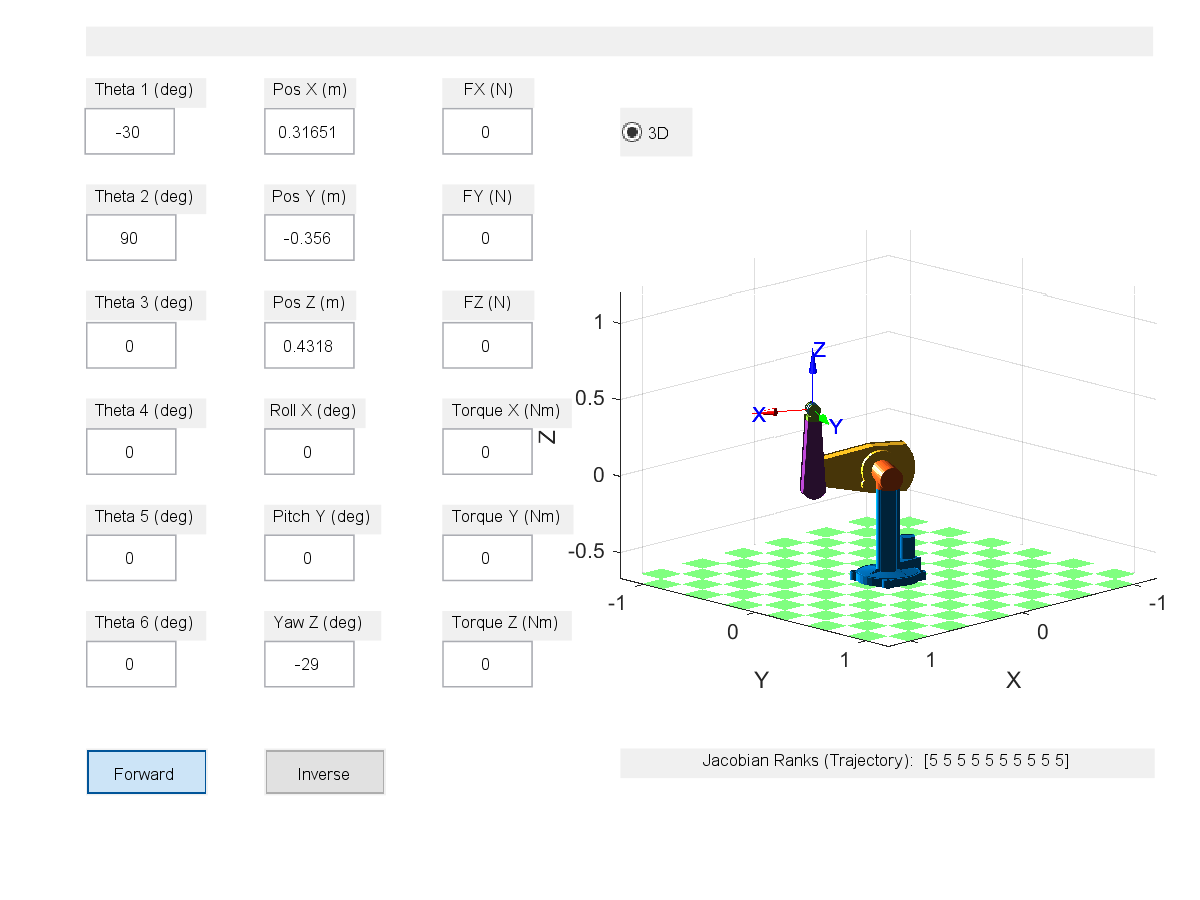 Theta 1 (deg) Pos X (m) FX (N)
-30 0.31651 0 3D
Theta 2 (deg) Pos Y (m) FY (N)
90 -0.356 0
Theta 3 (deg) Pos Z (m) FZ (N)
0 0.4318 0
Theta 4 (deg) Roll X (deg) Torque X (Nm)
0 0 0
Theta 5 (deg) Pitch Y (deg) Torque Y (Nm)
0 0 0
Theta 6 (deg) Yaw Z (deg) Torque Z (Nm)
0 -29 0
Forward Inverse
1
0.5
0
-0.5
Z
Z
X
Y
-1 0 1
Y
1 0 -1
X
Jacobian Ranks (Trajectory): [5 5 5 5 5 5 5 5 5 5]